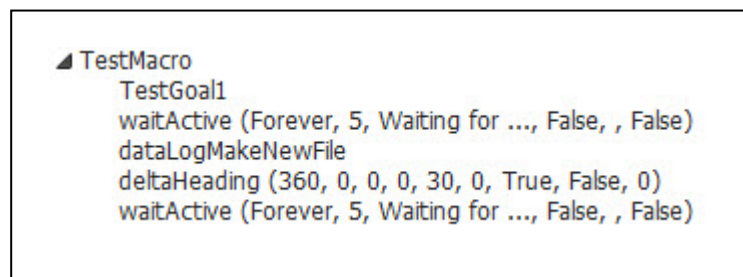 TestMacro
TestGoal1
waitActive (Forever, 5, Waiting for ..., False, , False)
dataLogMakeNewFile
deltaHeading (360, 0, 0, 0, 30, 0, True, False, 0)
waitActive (Forever, 5, Waiting for ..., False, , False)